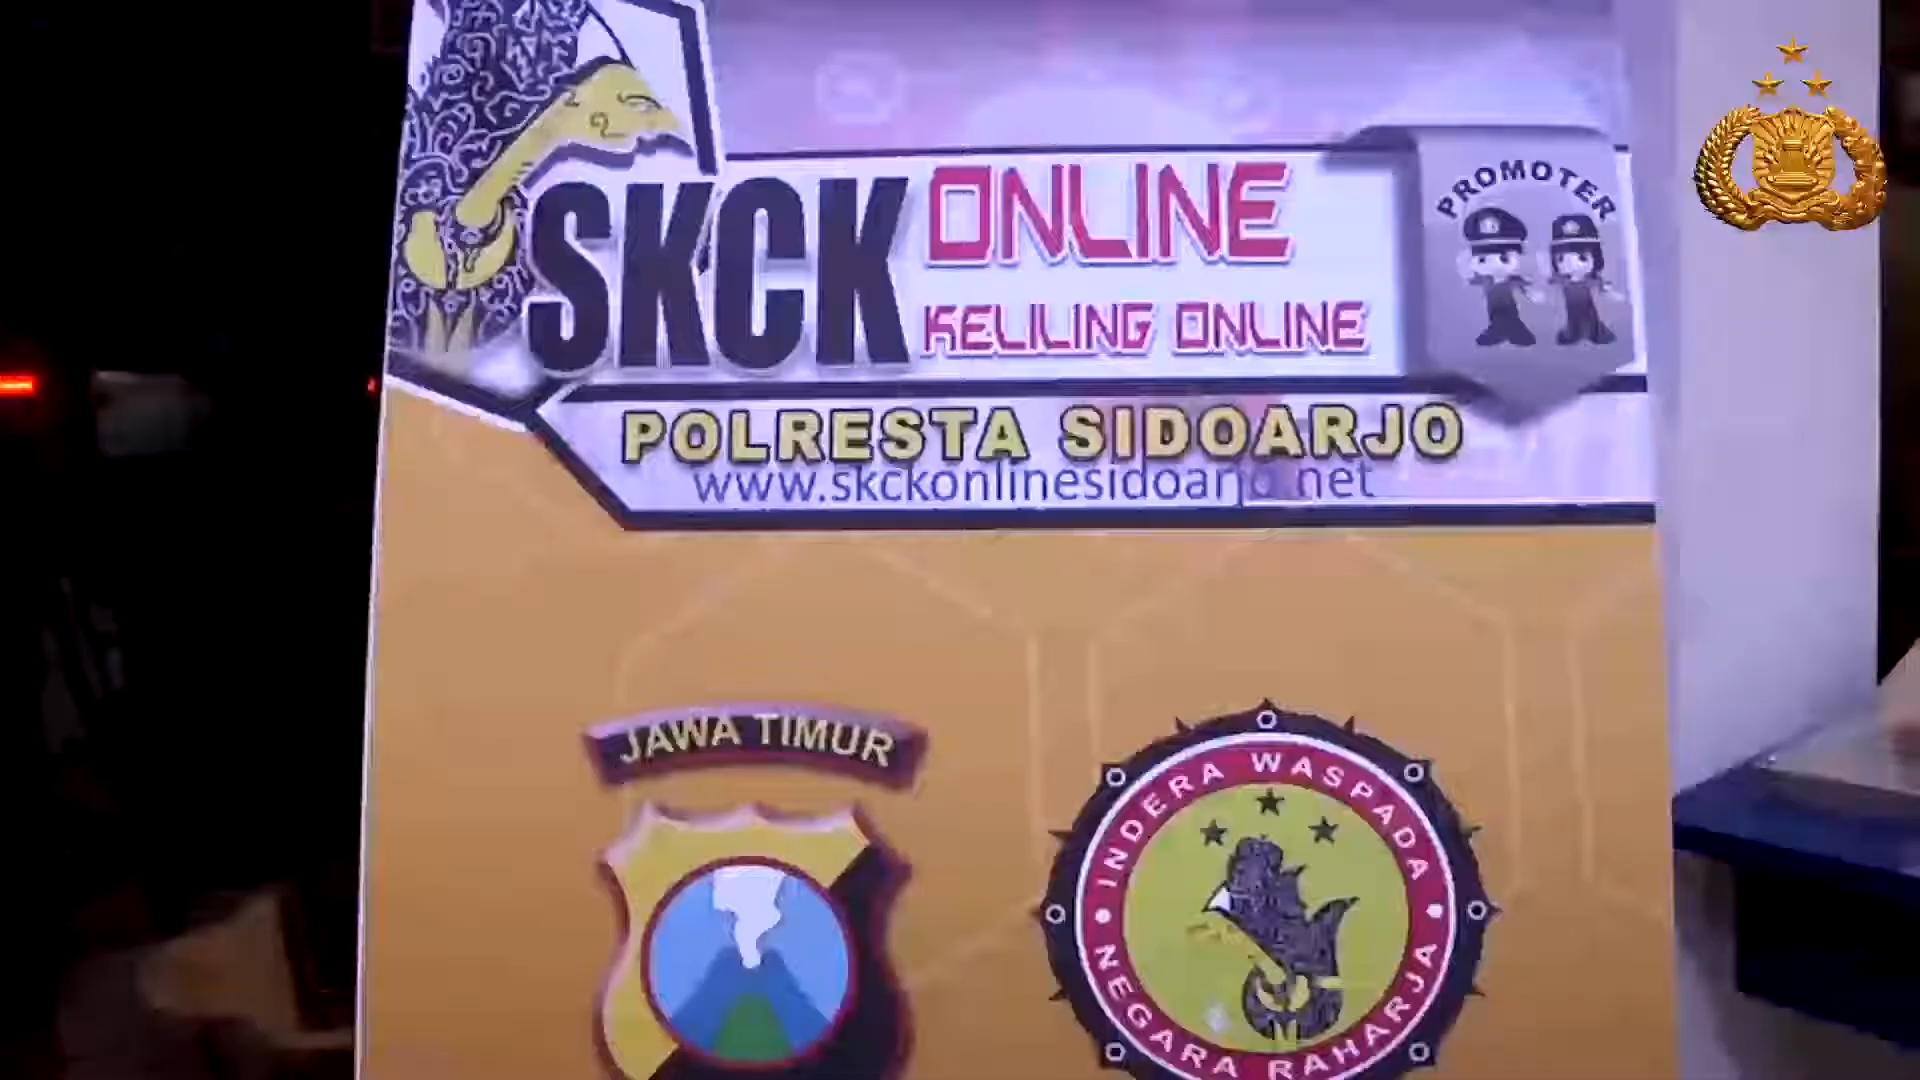 SKCK ONLINE
KELILING ONLINE
PROMOTER
POLRESTA SIDOARJO
www.skckonlinesidoarjo.net
JAWA TIMUR
INDERA WASPADA
NEGARA RAHARJA